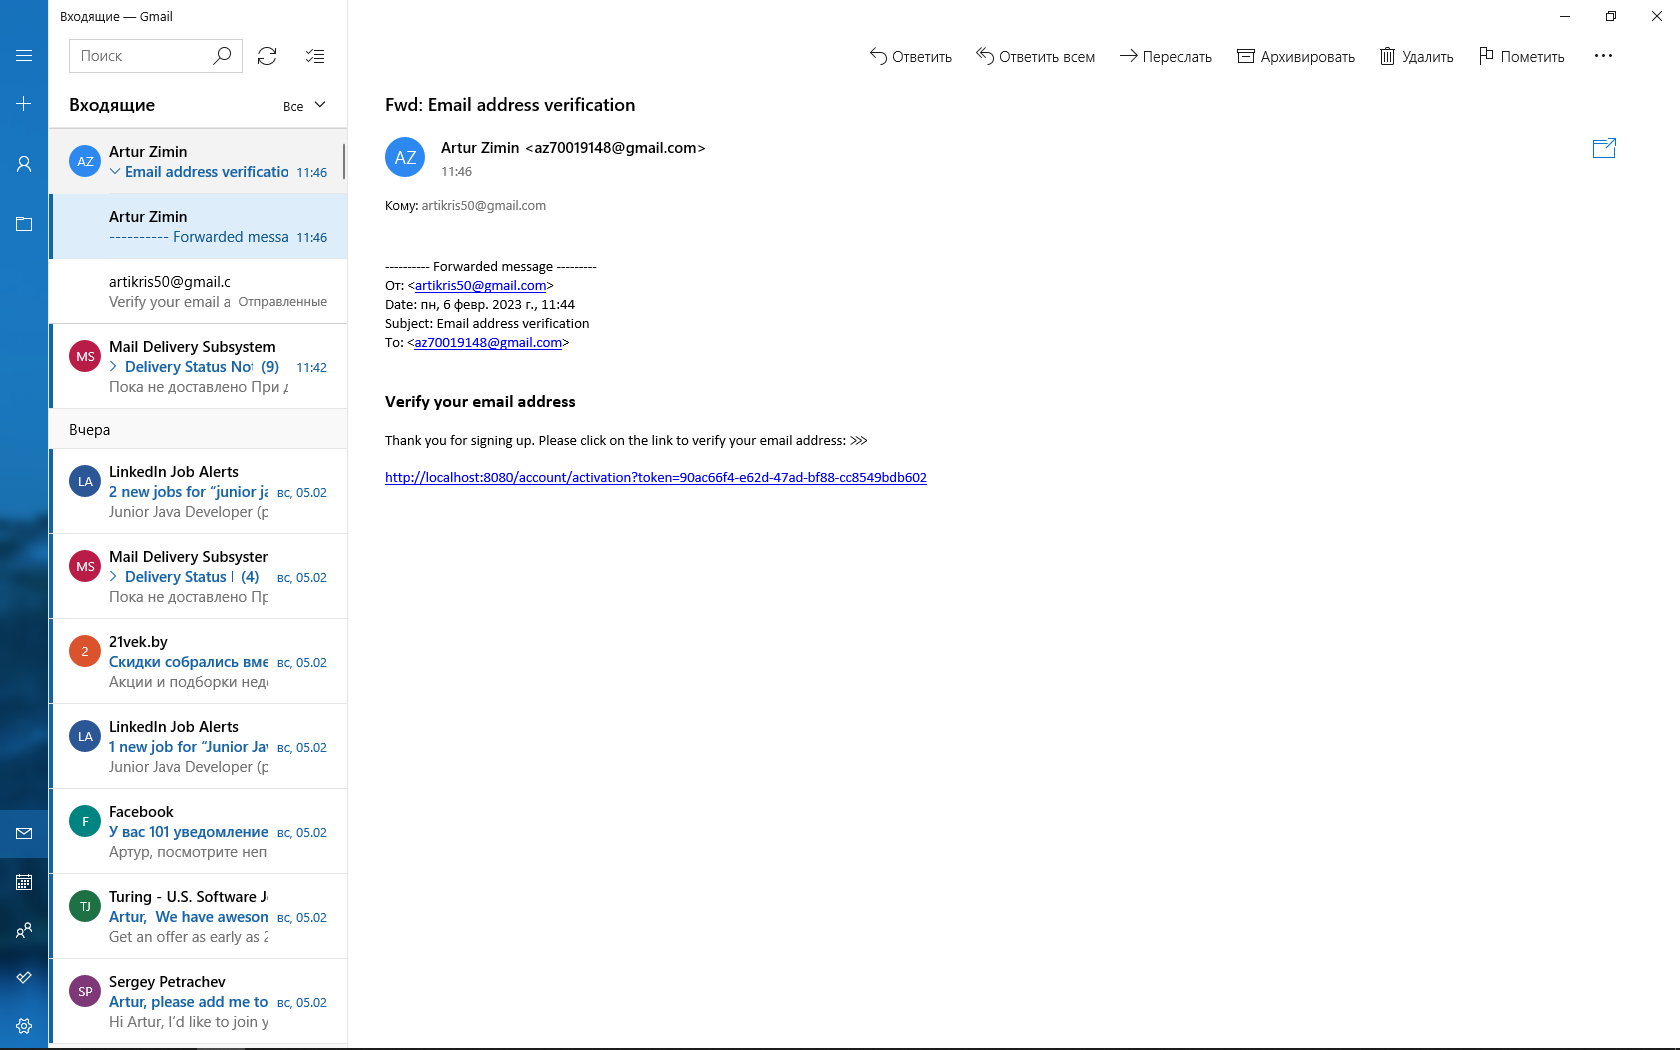 Входящие — Gmail
Поиск
Ответить
Ответить всем
Переслать
Архивировать
Удалить
Пометить
Входящие
Все
AZ
Artur Zimin
Email address verificatio
11:46
Artur Zimin
---------- Forwarded messa
11:46
artikris50@gmail.c
Verify your email a
Отправленные
MS
Mail Delivery Subsystem
Delivery Status No (9)
11:42
Пока не доставлено При д
Вчера
LA
LinkedIn Job Alerts
2 new jobs for “junior ja
вс, 05.02
Junior Java Developer (p
MS
Mail Delivery Subsyster
Delivery Status (4)
вс, 05.02
Пока не доставлено Пр
2
21vek.by
Скидки собрались вме
вс, 05.02
Акции и подборки неде
LA
LinkedIn Job Alerts
1 new job for “Junior Jav
вс, 05.02
Junior Java Developer (p
F
Facebook
У вас 101 уведомление
вс, 05.02
Артур, посмотрите неп
TJ
Turing - U.S. Software Jo
Artur, We have awesom
вс, 05.02
Get an offer as early as 2
SP
Sergey Petrachev
Artur, please add me to
вс, 05.02
Hi Artur, I’d like to join y
Fwd: Email address verification
AZ
Artur Zimin <az70019148@gmail.com>
11:46
Кому: artikris50@gmail.com
---------- Forwarded message ---------
От: <artikris50@gmail.com>
Date: пн, 6 февр. 2023 г., 11:44
Subject: Email address verification
To: <az70019148@gmail.com>
Verify your email address
Thank you for signing up. Please click on the link to verify your email address: >>>
http://localhost:8080/account/activation?token=90ac66f4-e62d-47ad-bf88-cc8549bdb602